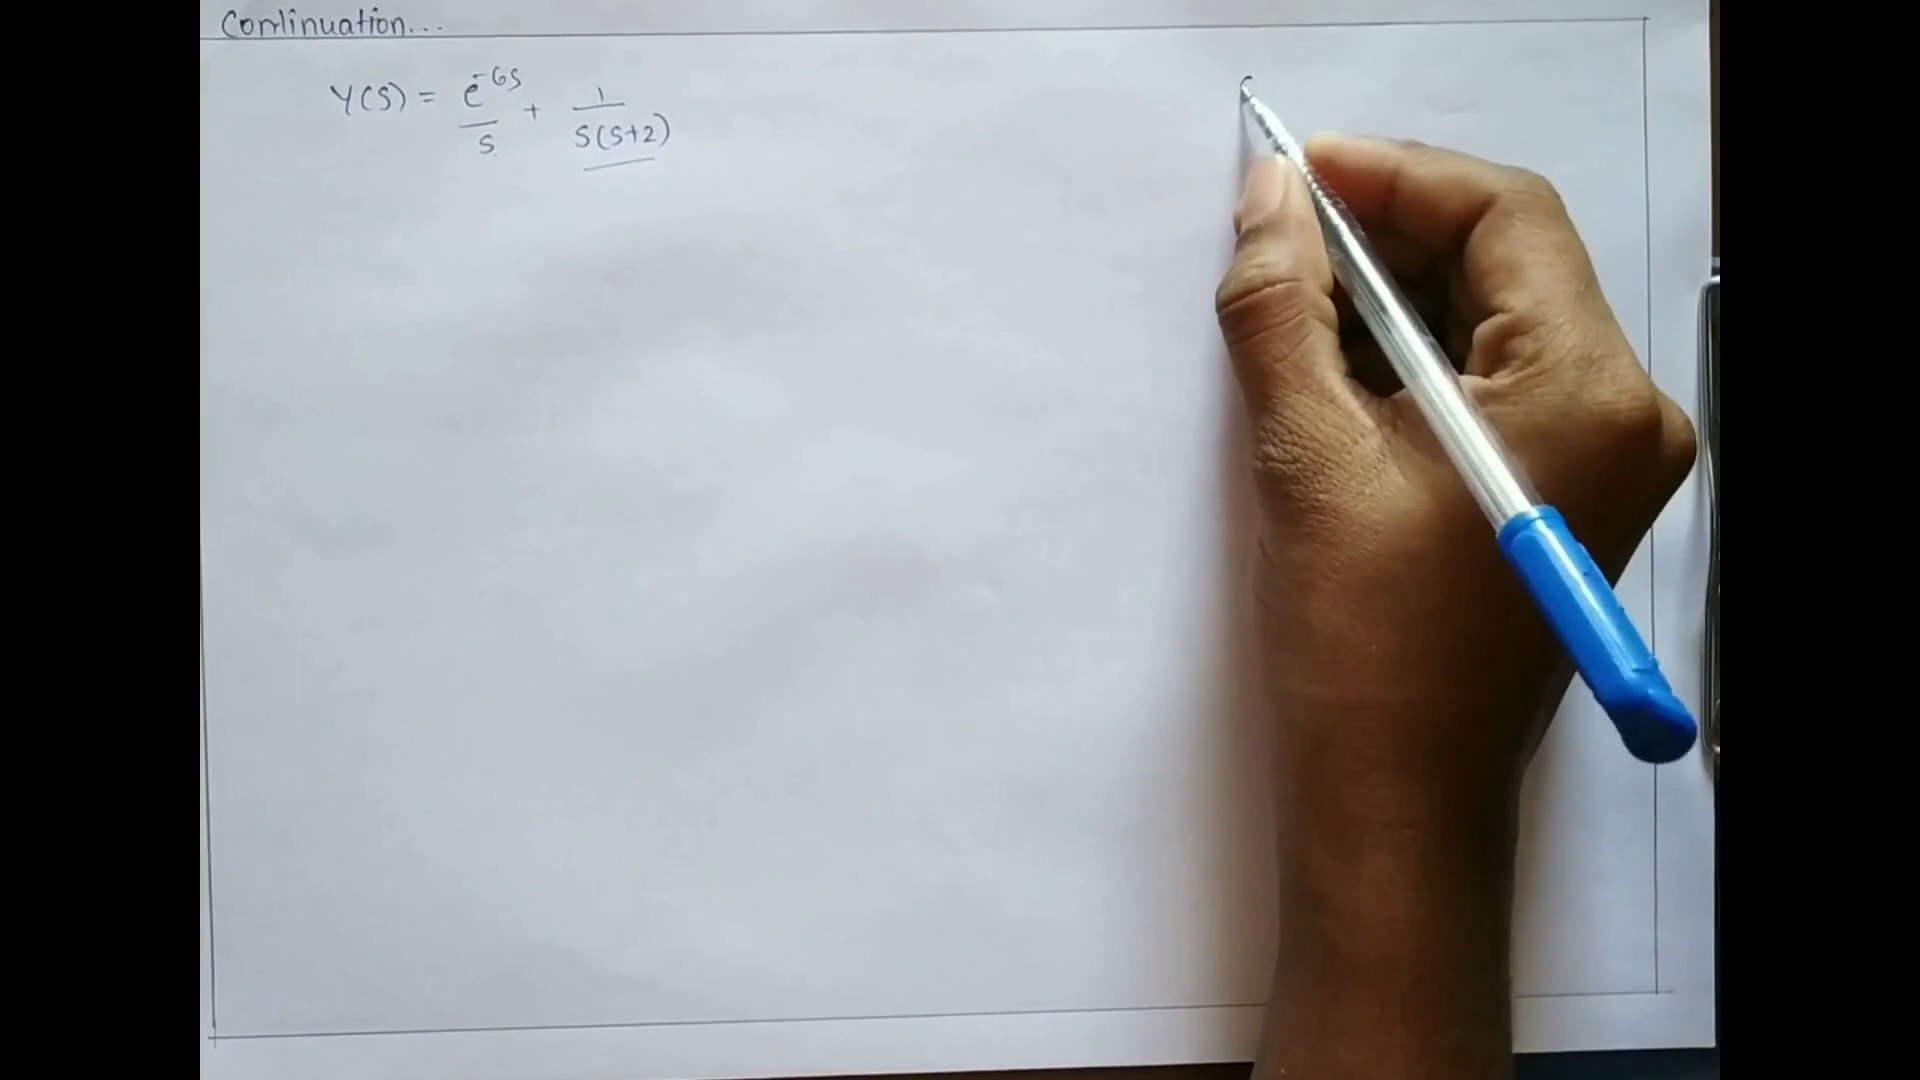 Continuation...
Y(S) = e^-6s / s + 1 / s(s+2)